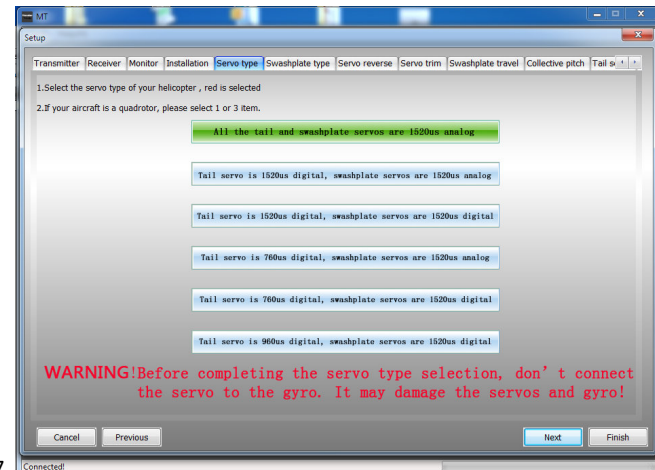 MT
Setup
Transmitter Receiver Monitor Installation Servo type Swashplate type Servo reverse Servo trim Swashplate travel Collective pitch Tail
1.Select the servo type of your helicopter , red is selected
2.If your aircraft is a quadrotor, please select 1 or 3 item.
All the tail and swashplate servos are 1520us analog
Tail servo is 1520us digital, swashplate servos are 1520us analog
Tail servo is 1520us digital, swashplate servos are 1520us digital
Tail servo is 760us digital, swashplate servos are 1520us analog
Tail servo is 760us digital, swashplate servos are 1520us digital
Tail servo is 960us digital, swashplate servos are 1520us digital
WARNING!Before completing the servo type selection, don't connect
the servo to the gyro. It may damage the servos and gyro!
Cancel Previous Next Finish
Connected!